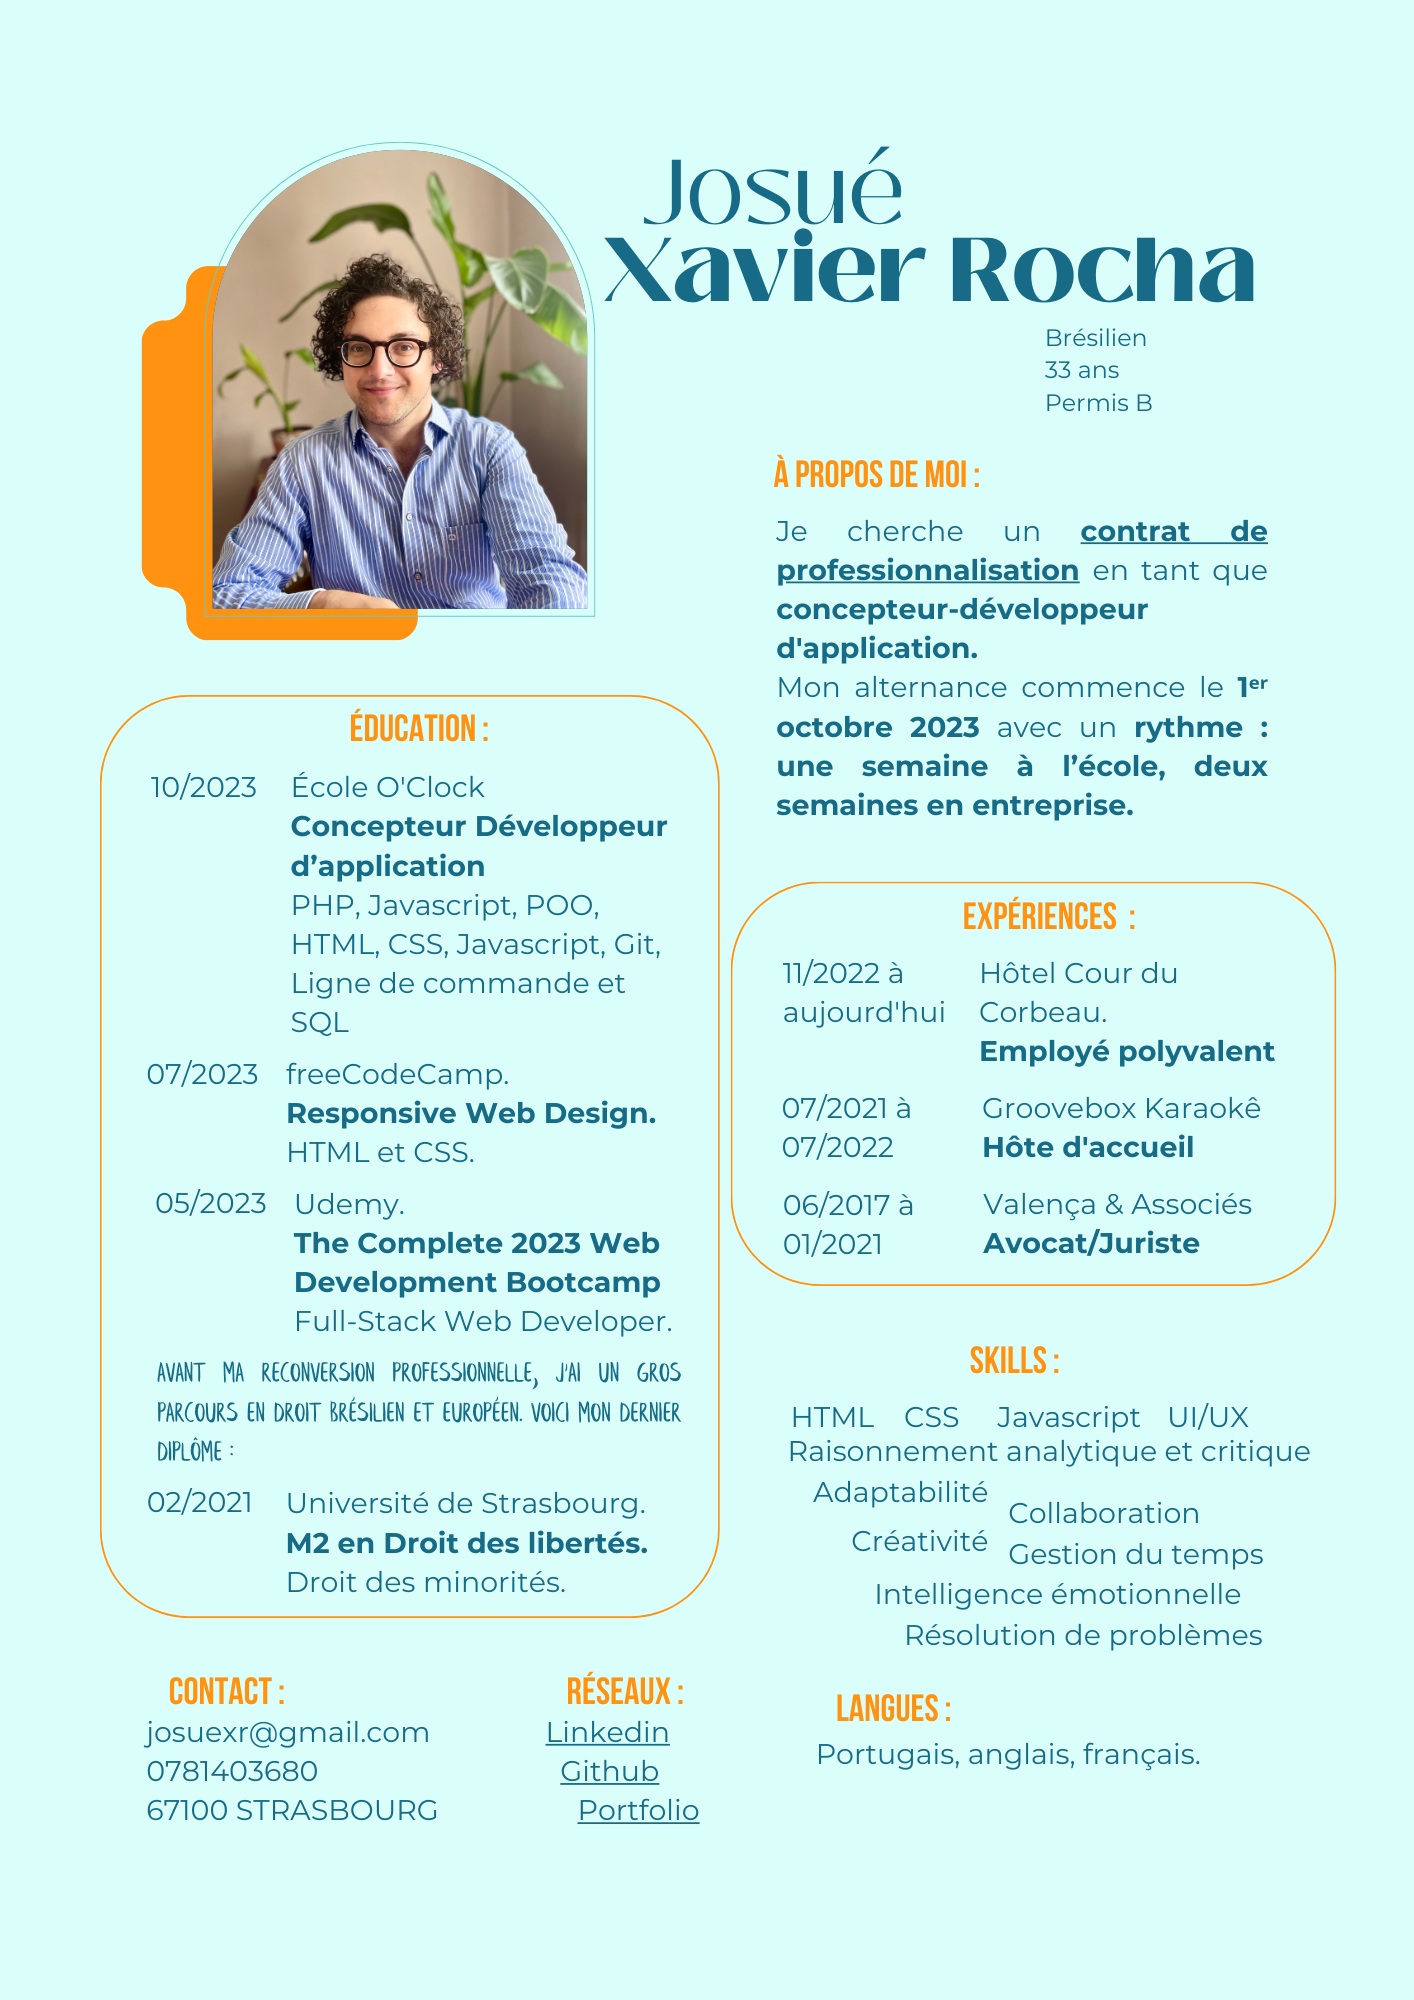 Josué
Xavier Rocha
Brésilien
33 ans
Permis B
À PROPOS DE MOI :
Je cherche un contrat de
professionnalisation en tant que
concepteur-développeur
d'application.
Mon alternance commence le 1er
octobre 2023 avec un rythme :
une semaine à l’école, deux
semaines en entreprise.
ÉDUCATION :
10/2023 École O'Clock
Concepteur Développeur
d’application
PHP, Javascript, POO,
HTML, CSS, Javascript, Git,
Ligne de commande et
SQL
07/2023 freeCodeCamp.
Responsive Web Design.
HTML et CSS.
05/2023 Udemy.
The Complete 2023 Web
Development Bootcamp
Full-Stack Web Developer.
AVANT MA RECONVERSION PROFESSIONNELLE, J'AI UN GROS
PARCOURS EN DROIT BRÉSILIEN ET EUROPÉEN. VOICI MON DERNIER
DIPLÔME :
02/2021 Université de Strasbourg.
M2 en Droit des libertés.
Droit des minorités.
EXPÉRIENCES :
11/2022 à Hôtel Cour du
aujourd'hui Corbeau.
Employé polyvalent
07/2021 à Groovebox Karaokê
07/2022 Hôte d'accueil
06/2017 à Valença & Associés
01/2021 Avocat/Juriste
SKILLS :
HTML CSS Javascript UI/UX
Raisonnement analytique et critique
Adaptabilité
Collaboration
Créativité
Gestion du temps
Intelligence émotionnelle
Résolution de problèmes
CONTACT :
josuexr@gmail.com
0781403680
67100 STRASBOURG
RÉSEAUX :
Linkedin
Github
Portfolio
LANGUES :
Portugais, anglais, français.